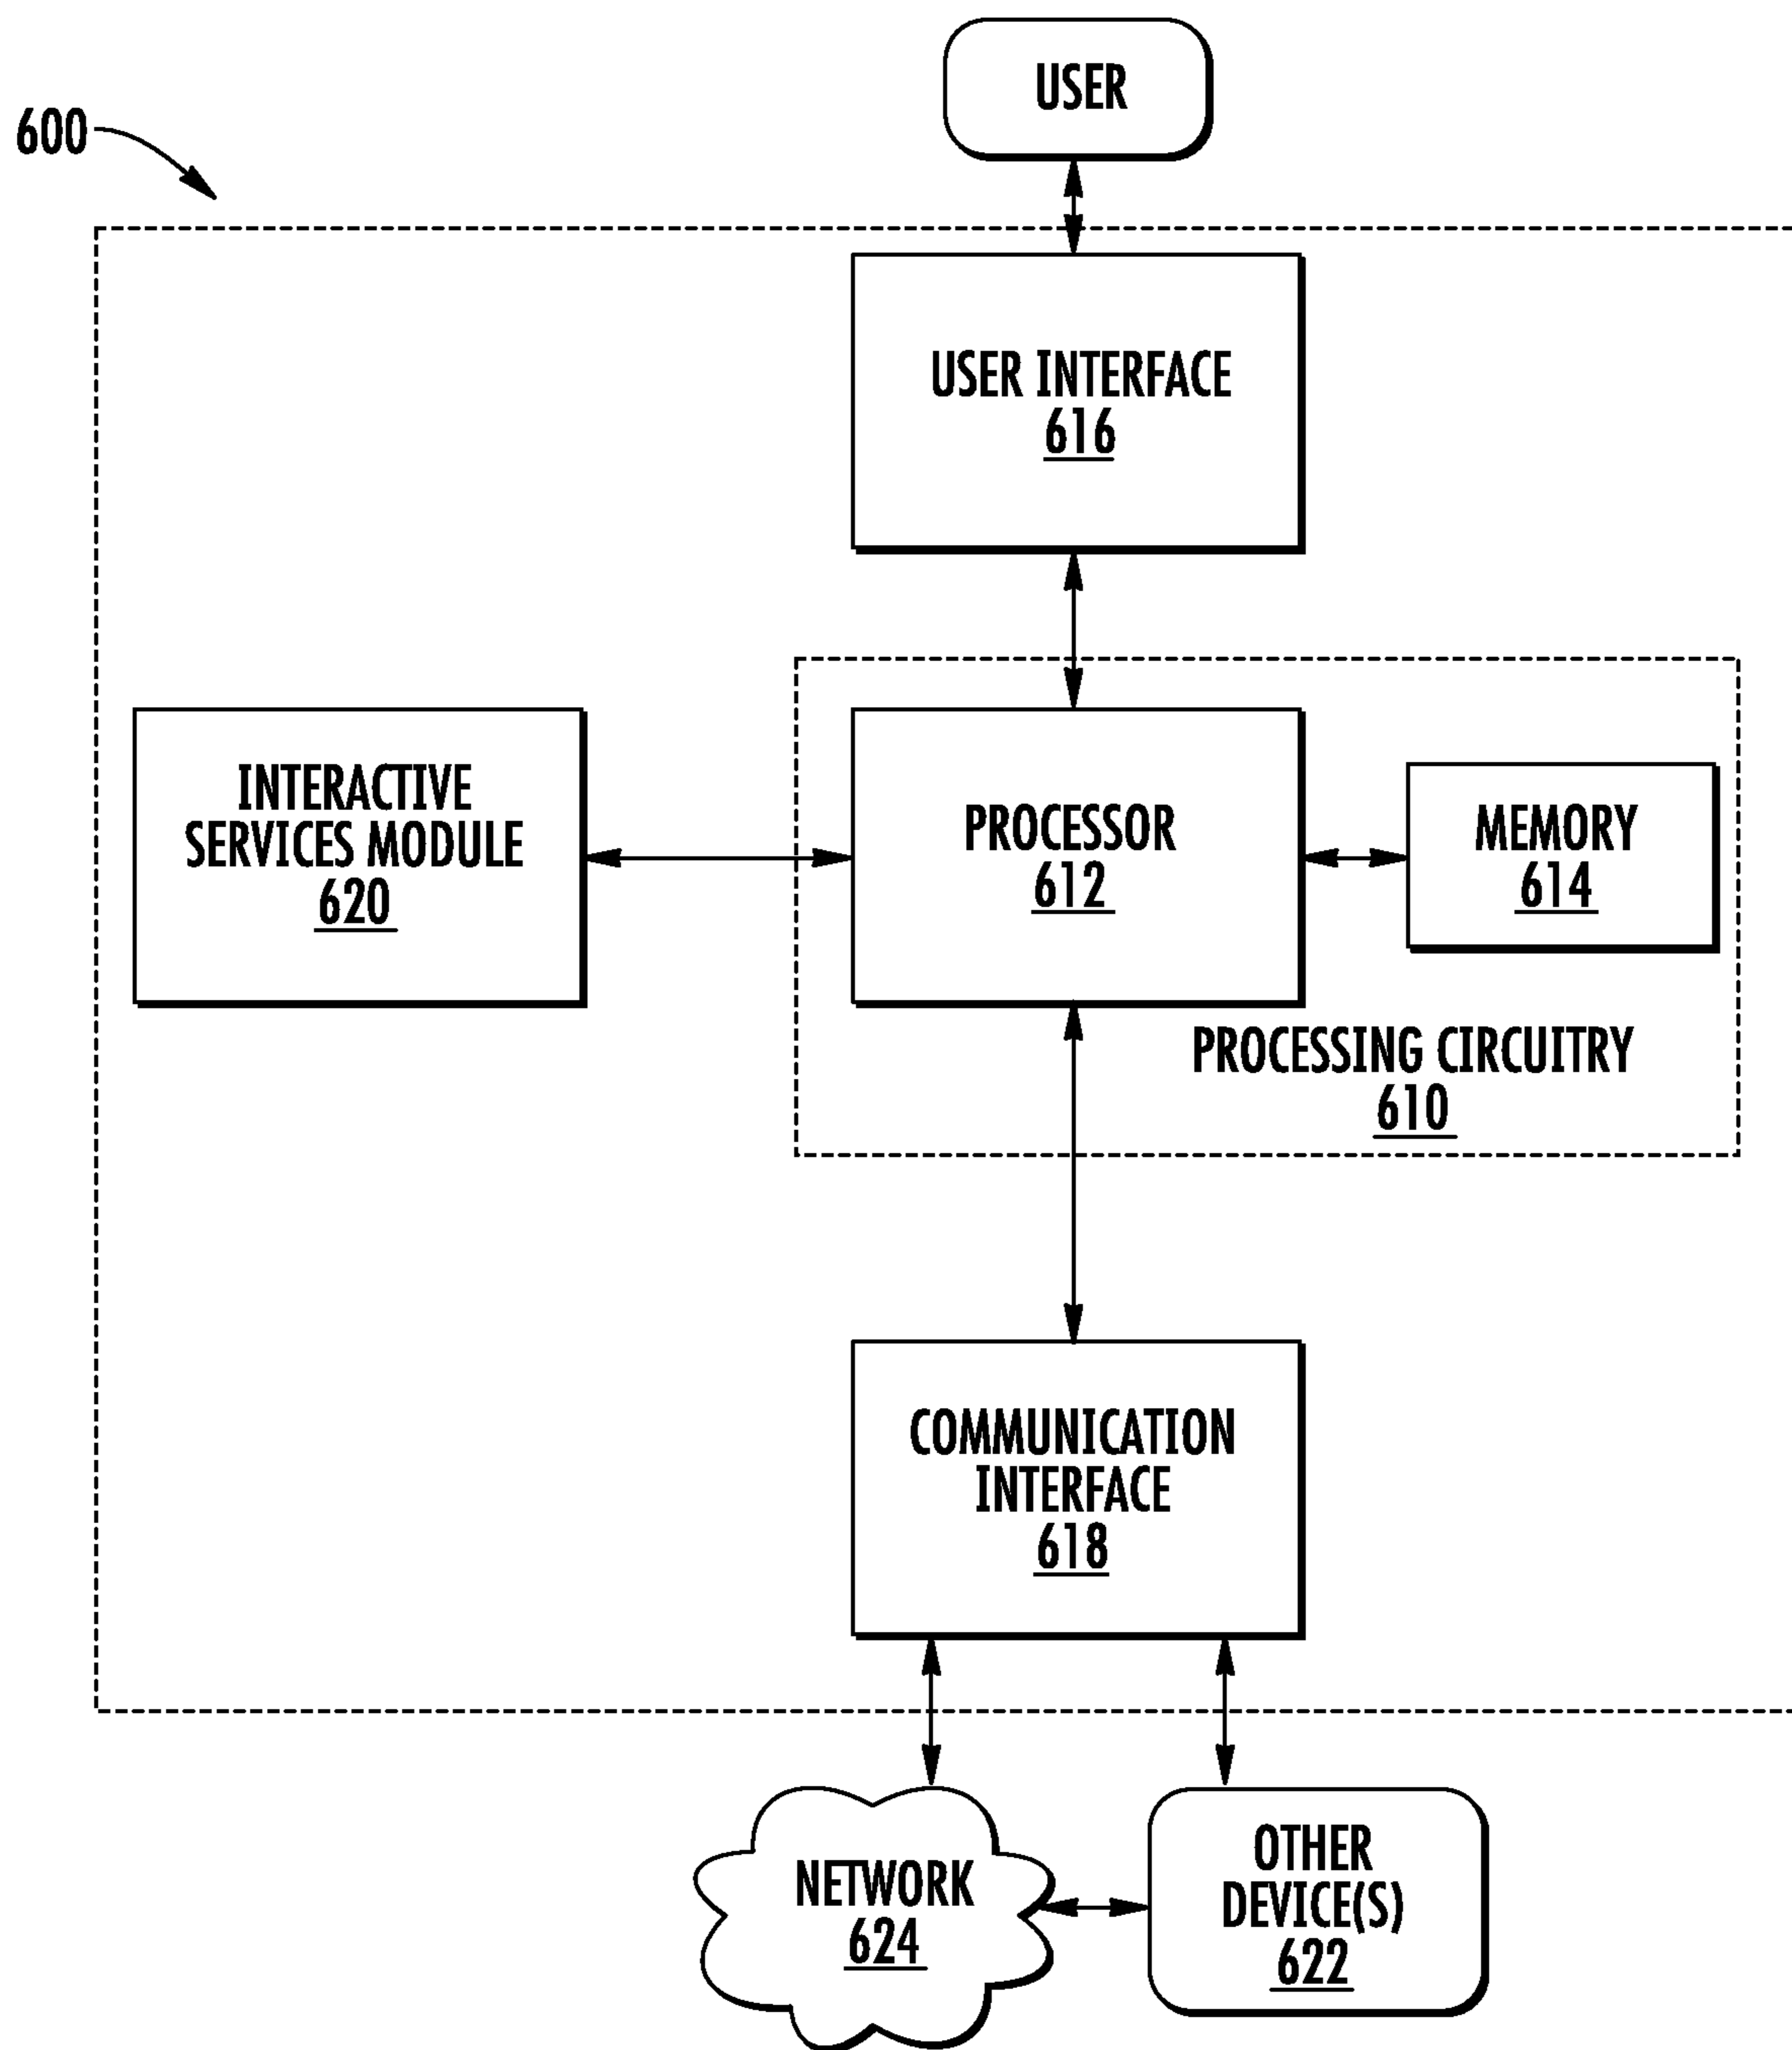 USER
600
USER INTERFACE
616
INTERACTIVE
SERVICES MODULE
620
PROCESSOR
612
MEMORY
614
PROCESSING CIRCUITRY
610
COMMUNICATION
INTERFACE
618
NETWORK
624
OTHER
DEVICE(S)
622